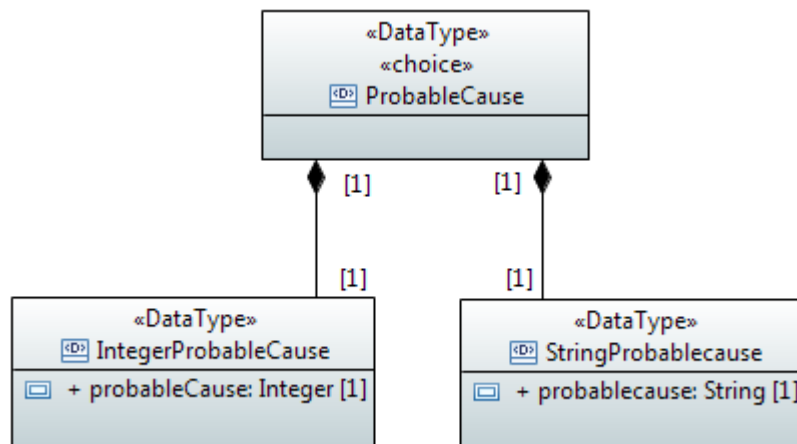 «DataType»
«choice»
<D> ProbableCause
[1] [1]
[1] [1]
«DataType»
<D> IntegerProbableCause
+ probableCause: Integer [1]
«DataType»
<D> StringProbablecause
+ probablecause: String [1]